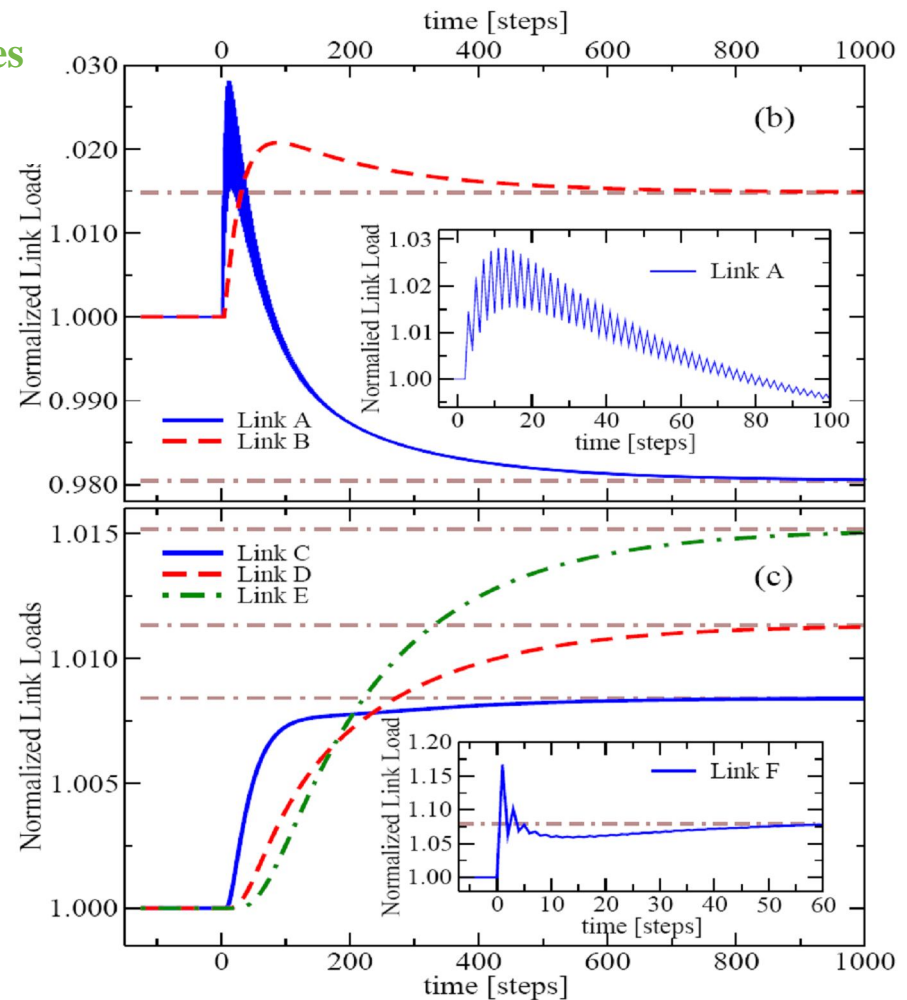 es
time [steps]
0 200 400 600 800 1000
.030
.020
1.010
1.000
0.990
0.980
Normalized Link Loads
(b)
Link A
Link B
1.03
1.02
1.01
1.00
Normalied Link Load
Link A
0 20 40 60 80 100
time [steps]
1.015
1.010
1.005
1.000
Normalized Link Loads
Link C
Link D
Link E
(c)
1.20
1.15
1.10
1.05
1.00
Normalized Link Load
Link F
0 10 20 30 40 50 60
time [steps]
0 200 400 600 800 1000
time [steps]